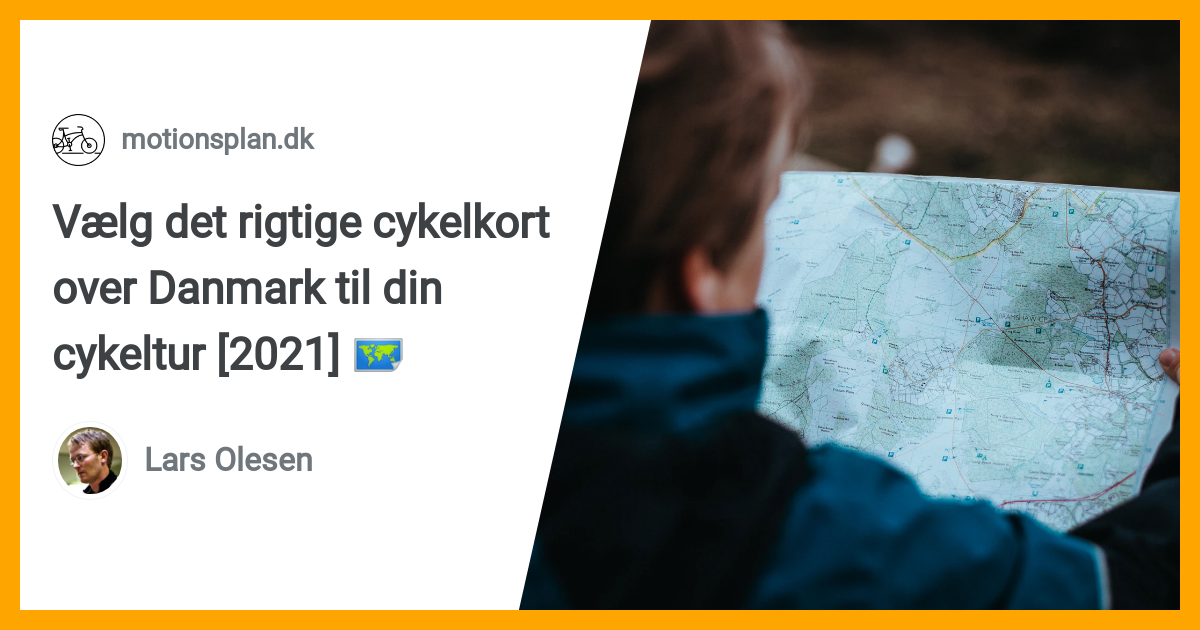 motionsplan.dk
Vælg det rigtige cykelkort
over Danmark til din
cykeltur [2021] 🗺️
Lars Olesen